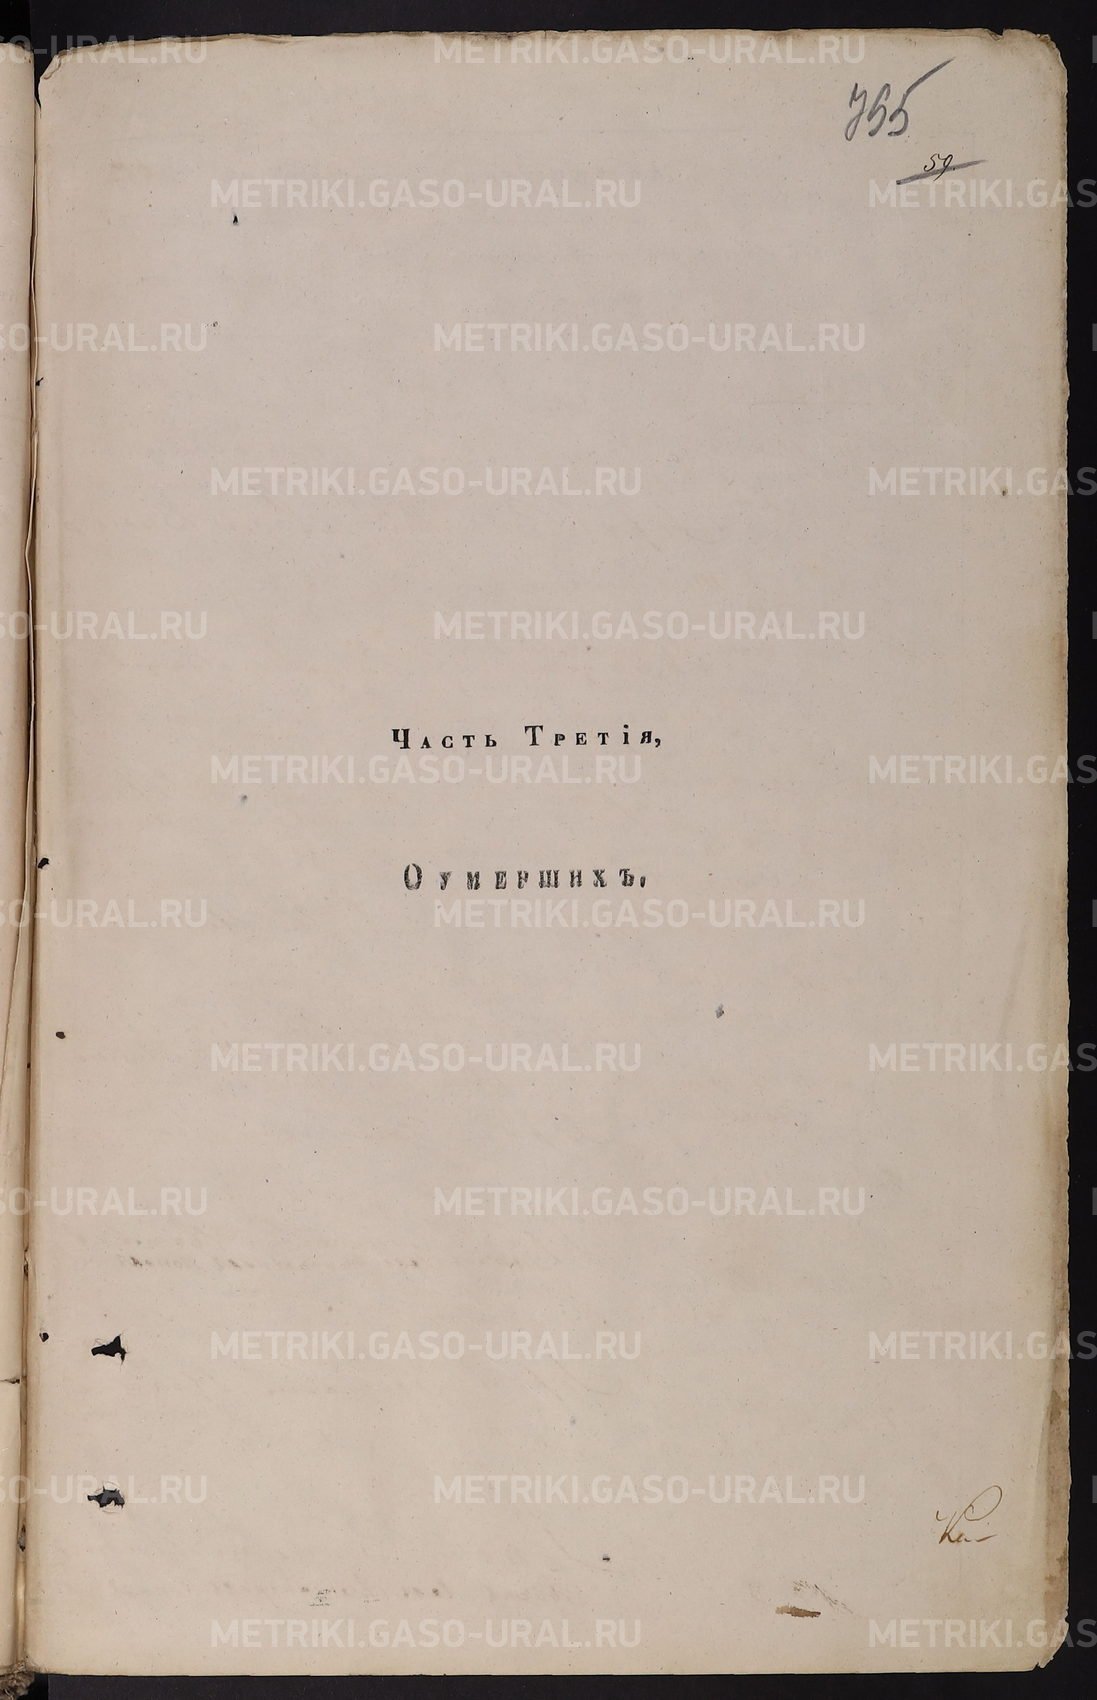 755
59
Часть Третія,
О умершихъ.
METRIKI.GASO-URAL.RU